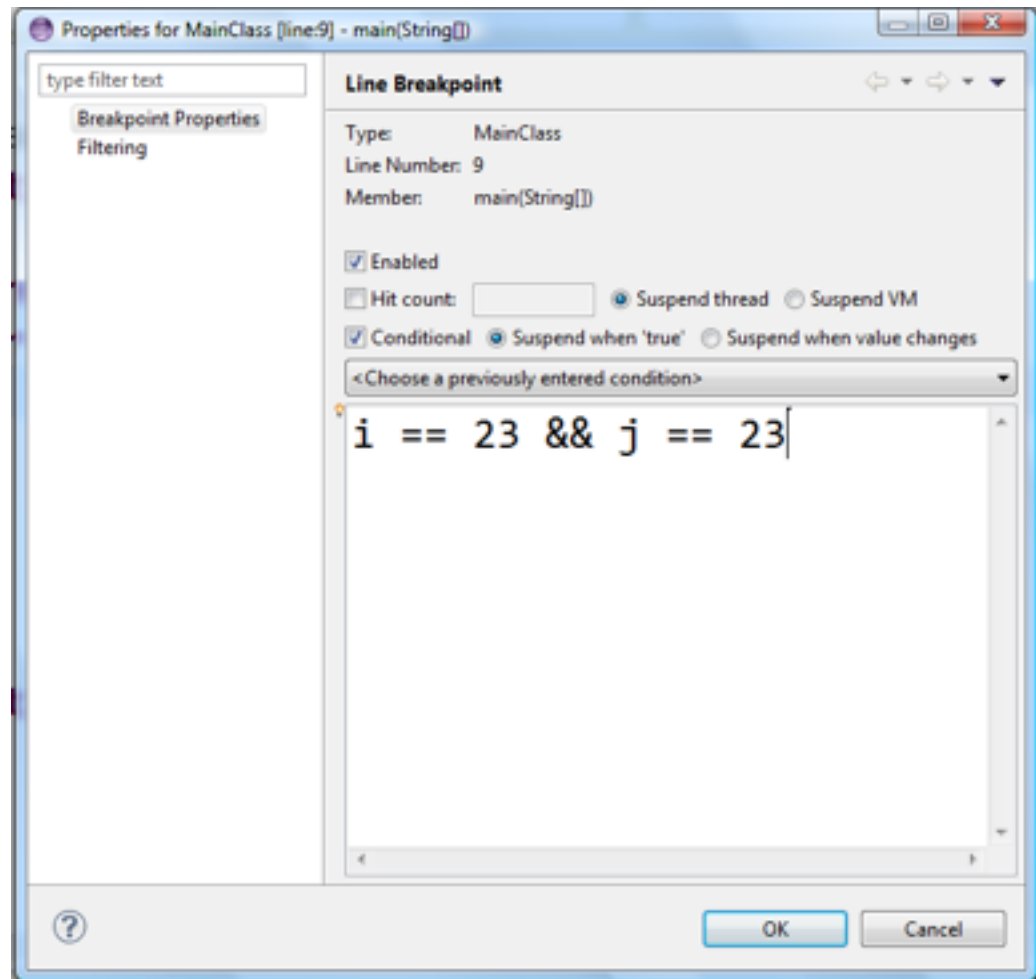 Properties for MainClass [line:9] - main(String[])
type filter text
Breakpoint Properties
Filtering
Line Breakpoint
Type: MainClass
Line Number: 9
Member: main(String[])
Enabled
Hit count: Suspend thread Suspend VM
Conditional Suspend when 'true' Suspend when value changes
<Choose a previously entered condition>
i == 23 && j == 23
OK Cancel